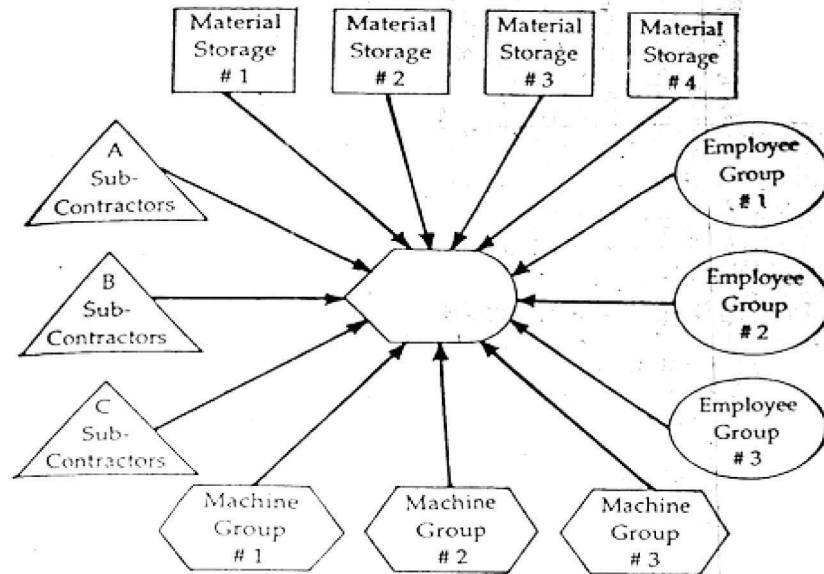 Material
Storage
# 1
Material
Storage
# 2
Material
Storage
# 3
Material
Storage
#4
A
Sub-
Contractors
Employee
Group
#1
B
Sub-
Contractors
Employee
Group
#2
C
Sub-
Contractors
Employee
Group
# 3
Machine
Group
# 1
Machine
Group
#2
Machine
Group
# 3